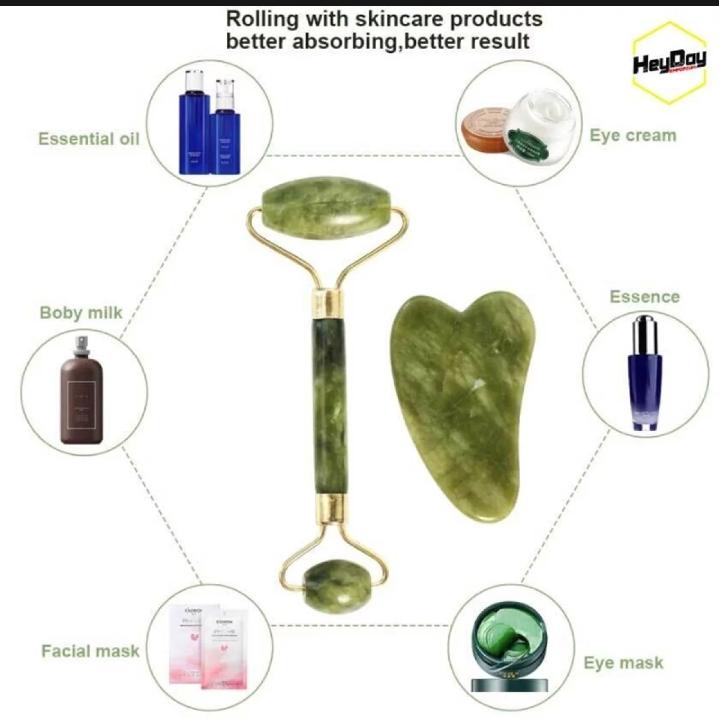 Rolling with skincare products
better absorbing,better result
HeyDay
Essential oil
Eye cream
Boby milk
Essence
Facial mask
Eye mask